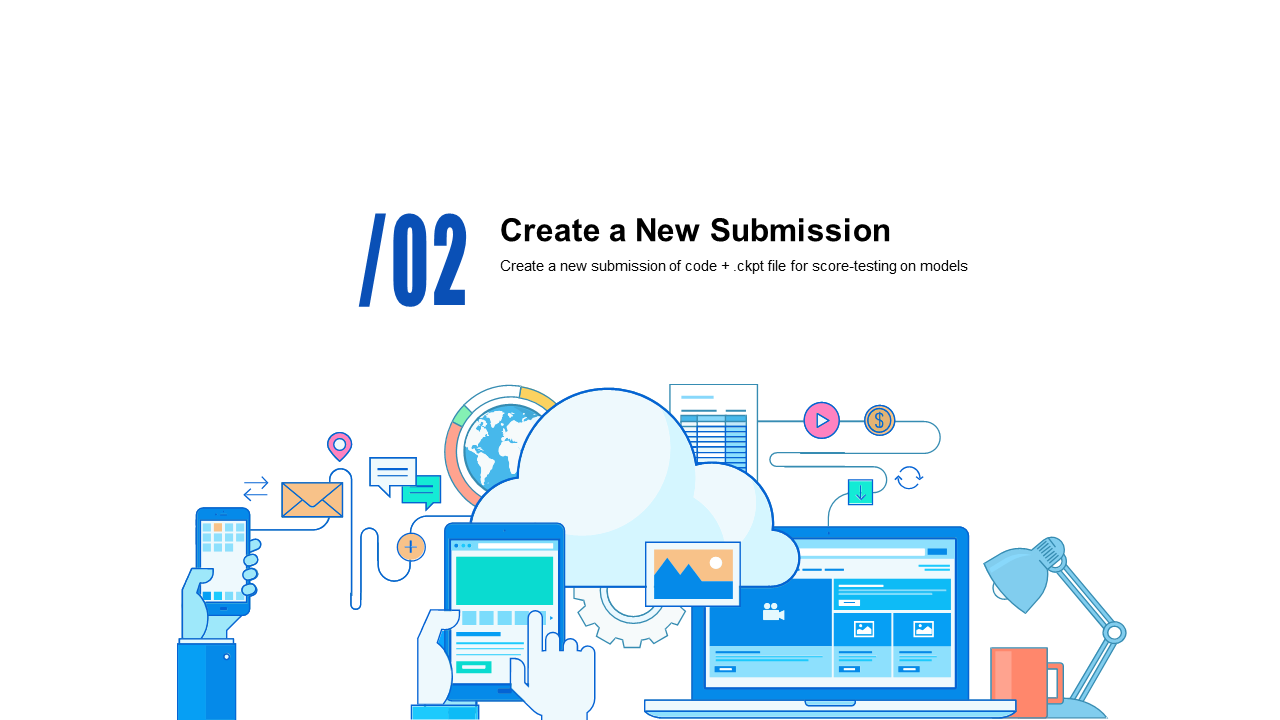 /02
Create a New Submission
Create a new submission of code + .ckpt file for score-testing on models
$